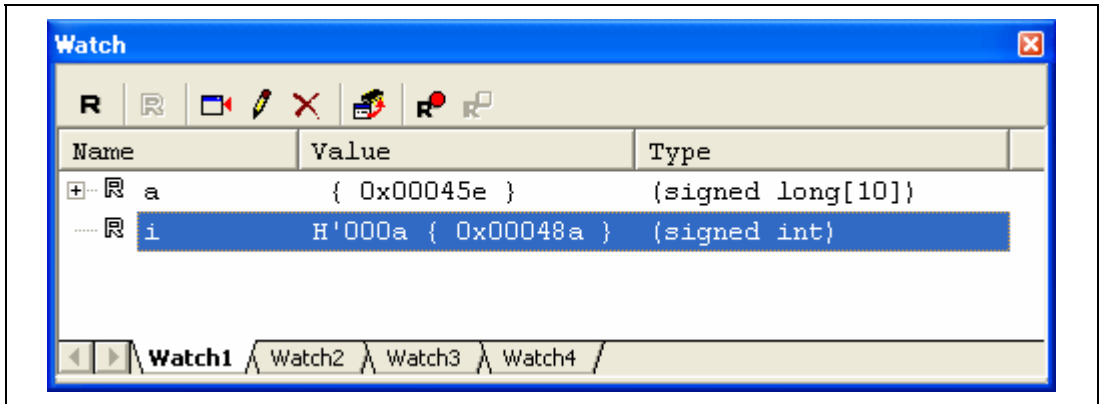 Watch
R R R R
Name Value Type
R a { 0x00045e } (signed long[10])
R i H'000a { 0x00048a } (signed int)
Watch1 Watch2 Watch3 Watch4